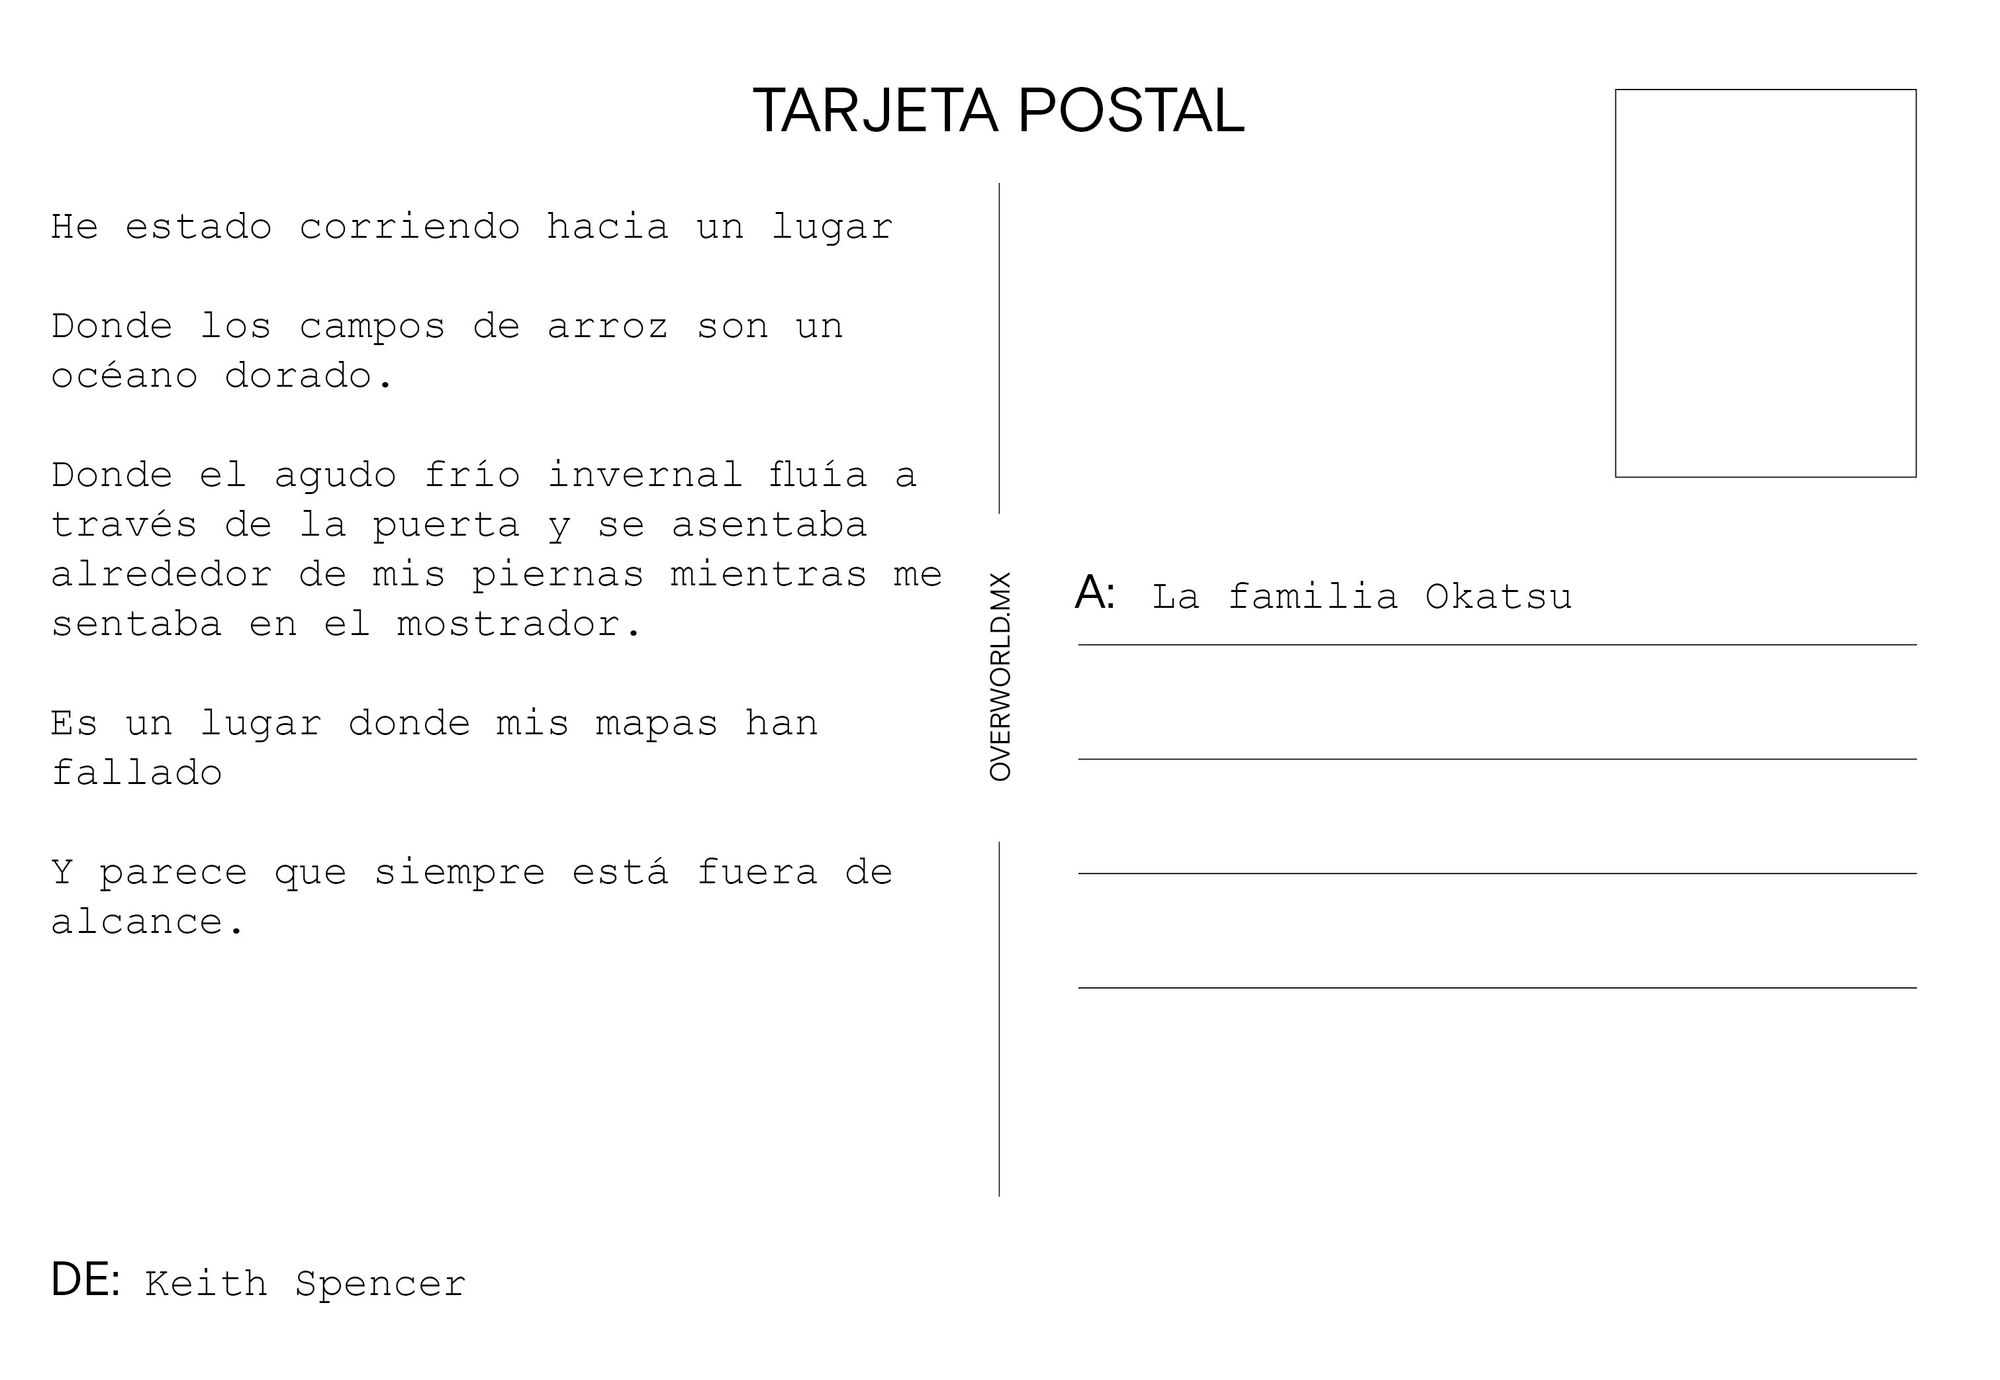 TARJETA POSTAL
He estado corriendo hacia un lugar
Donde los campos de arroz son un
océano dorado.
Donde el agudo frío invernal fluía a
través de la puerta y se asentaba
alrededor de mis piernas mientras me
sentaba en el mostrador.
Es un lugar donde mis mapas han
fallado
Y parece que siempre está fuera de
alcance.
DE: Keith Spencer
OVERWORLD.MX
A: La familia Okatsu